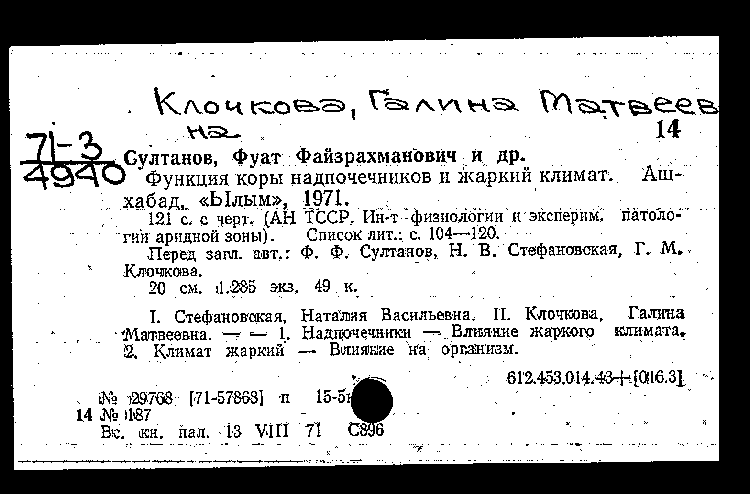 Клочкова, Галина Матвеев
на
14
71-3
4940
Султанов, Фуат Файзрахманович и др.
Функция коры надпочечников и жаркий климат. Аш-
хабад, «Ылым», 1971.
121 с. с черт. (АН ТССР. Ин-т физиологии и эксперим. патоло-
гии аридной зоны). Список лит.: с. 104—120.
Перед загл. авт.: Ф. Ф. Султанов, Н. В. Стефановская, Г. М.
Клочкова.
20 см. 1.285 экз. 49 к.
I. Стефановская, Наталия Васильевна. II. Клочкова, Галина
Матвеевна. — — 1. Надпочечники — Влияние жаркого климата.
2. Климат жаркий — Влияние на организм.
612.453.014.43+[016.3]
№ 29768 [71-57863] п 15-5
14 № 187
Вс. кн. пал. 13 VIII 71 С896